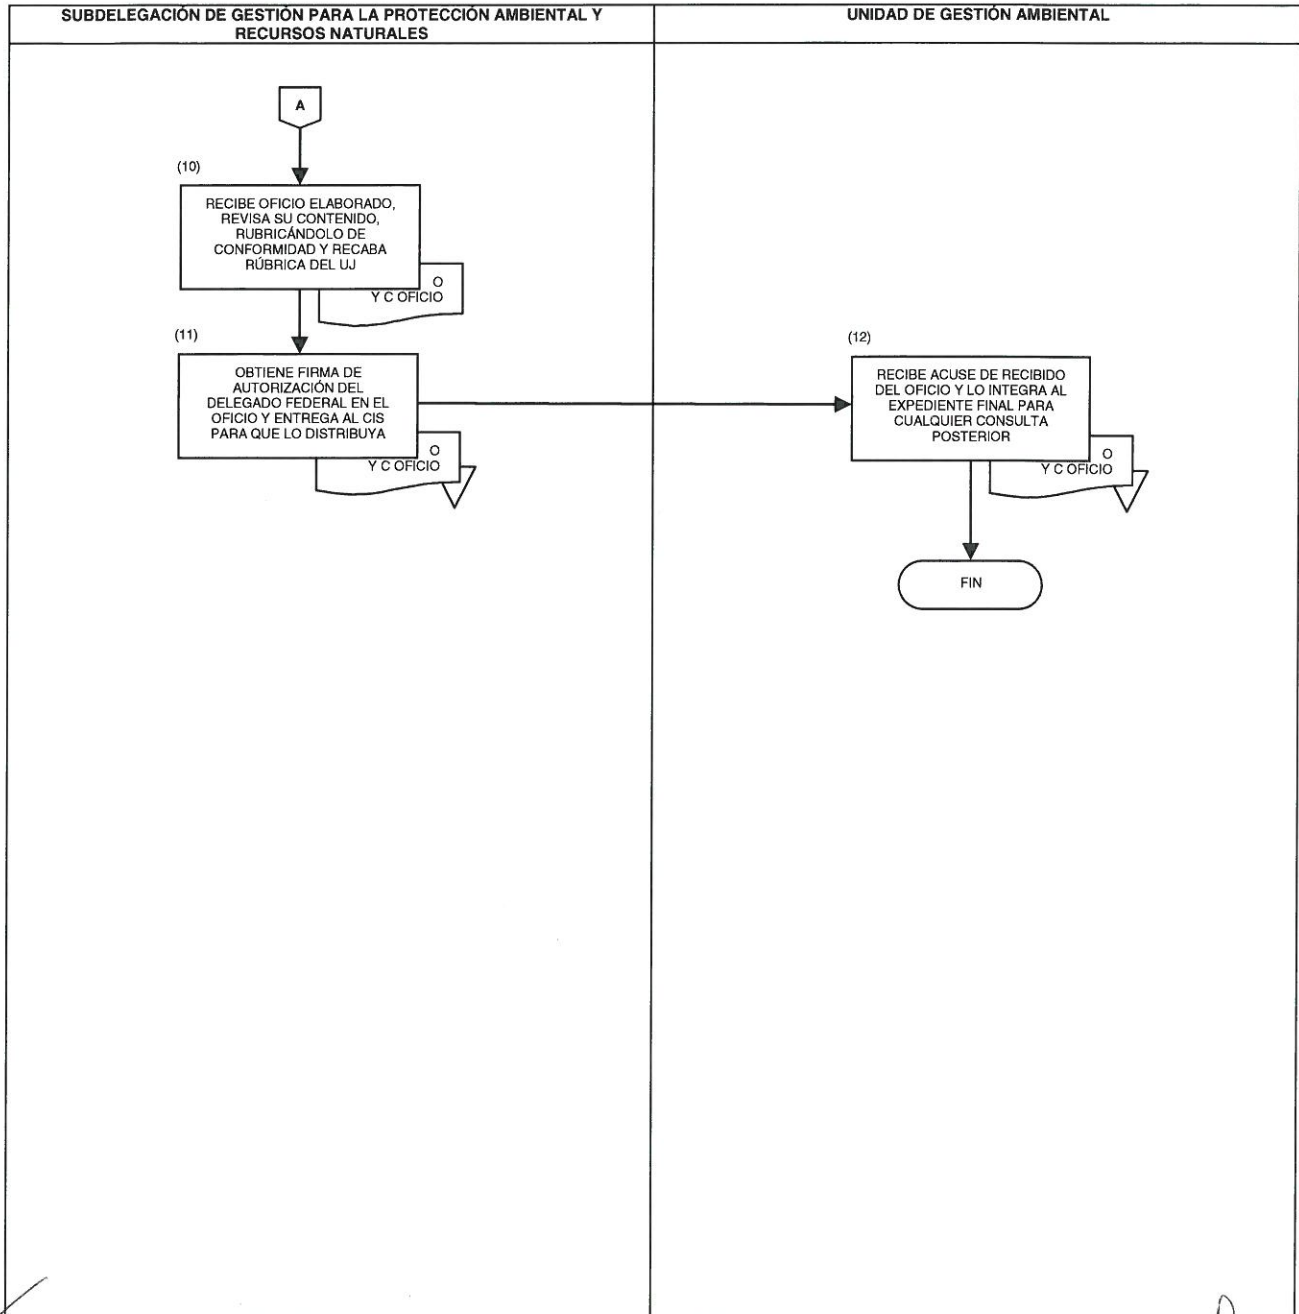 SUBDELEGACIÓN DE GESTIÓN PARA LA PROTECCIÓN AMBIENTAL Y
RECURSOS NATURALES
UNIDAD DE GESTIÓN AMBIENTAL
A
(10)
RECIBE OFICIO ELABORADO,
REVISA SU CONTENIDO,
RUBRICÁNDOLO DE
CONFORMIDAD Y RECABA
RÚBRICA DEL UJ
O
Y C OFICIO
(11)
OBTIENE FIRMA DE
AUTORIZACIÓN DEL
DELEGADO FEDERAL EN EL
OFICIO Y ENTREGA AL CIS
PARA QUE LO DISTRIBUYA
O
Y C OFICIO
(12)
RECIBE ACUSE DE RECIBIDO
DEL OFICIO Y LO INTEGRA AL
EXPEDIENTE FINAL PARA
CUALQUIER CONSULTA
POSTERIOR
O
Y C OFICIO
FIN